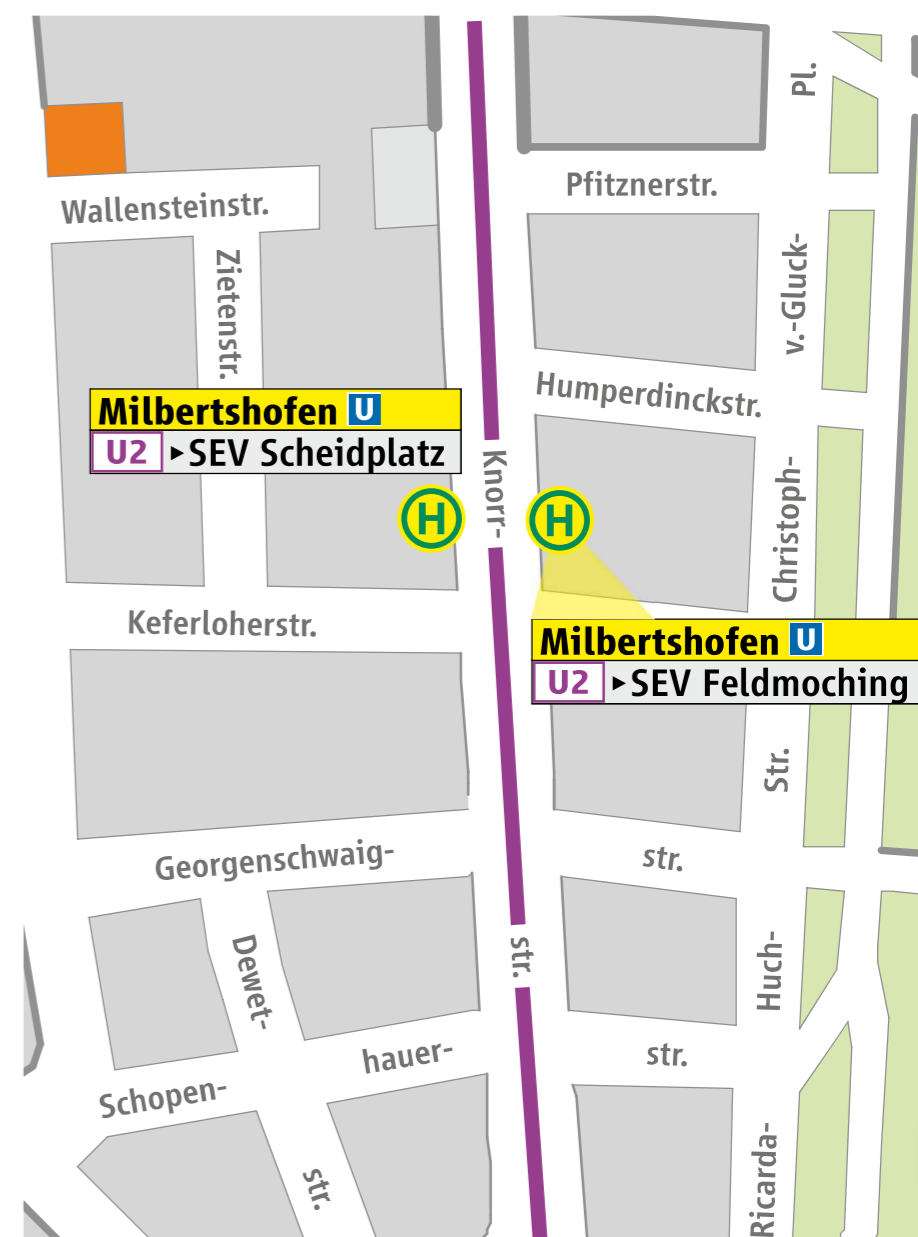 Pl.
Pfitznerstr.
Wallensteinstr.
Zietenstr.
v.-Gluck-
Humperdinckstr.
Milbertshofen U
U2 ▸SEV Scheidplatz
Knorr-
Christoph-
H
H
Keferloherstr.
Milbertshofen U
U2 ▸SEV Feldmoching
Str.
Georgenschwaig-
str.
Dewet-
str.
Huch-
hauer-
str.
Schopen-
str.
Ricarda-